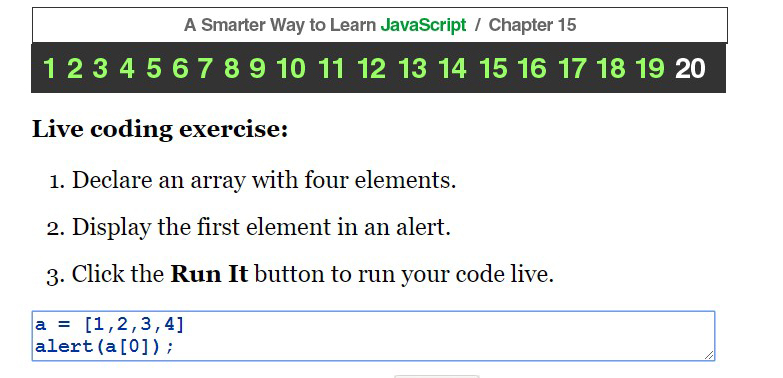 A Smarter Way to Learn JavaScript / Chapter 15
1 2 3 4 5 6 7 8 9 10 11 12 13 14 15 16 17 18 19 20
Live coding exercise:
1. Declare an array with four elements.
2. Display the first element in an alert.
3. Click the Run It button to run your code live.
a = [1,2,3,4]
alert(a[0]);